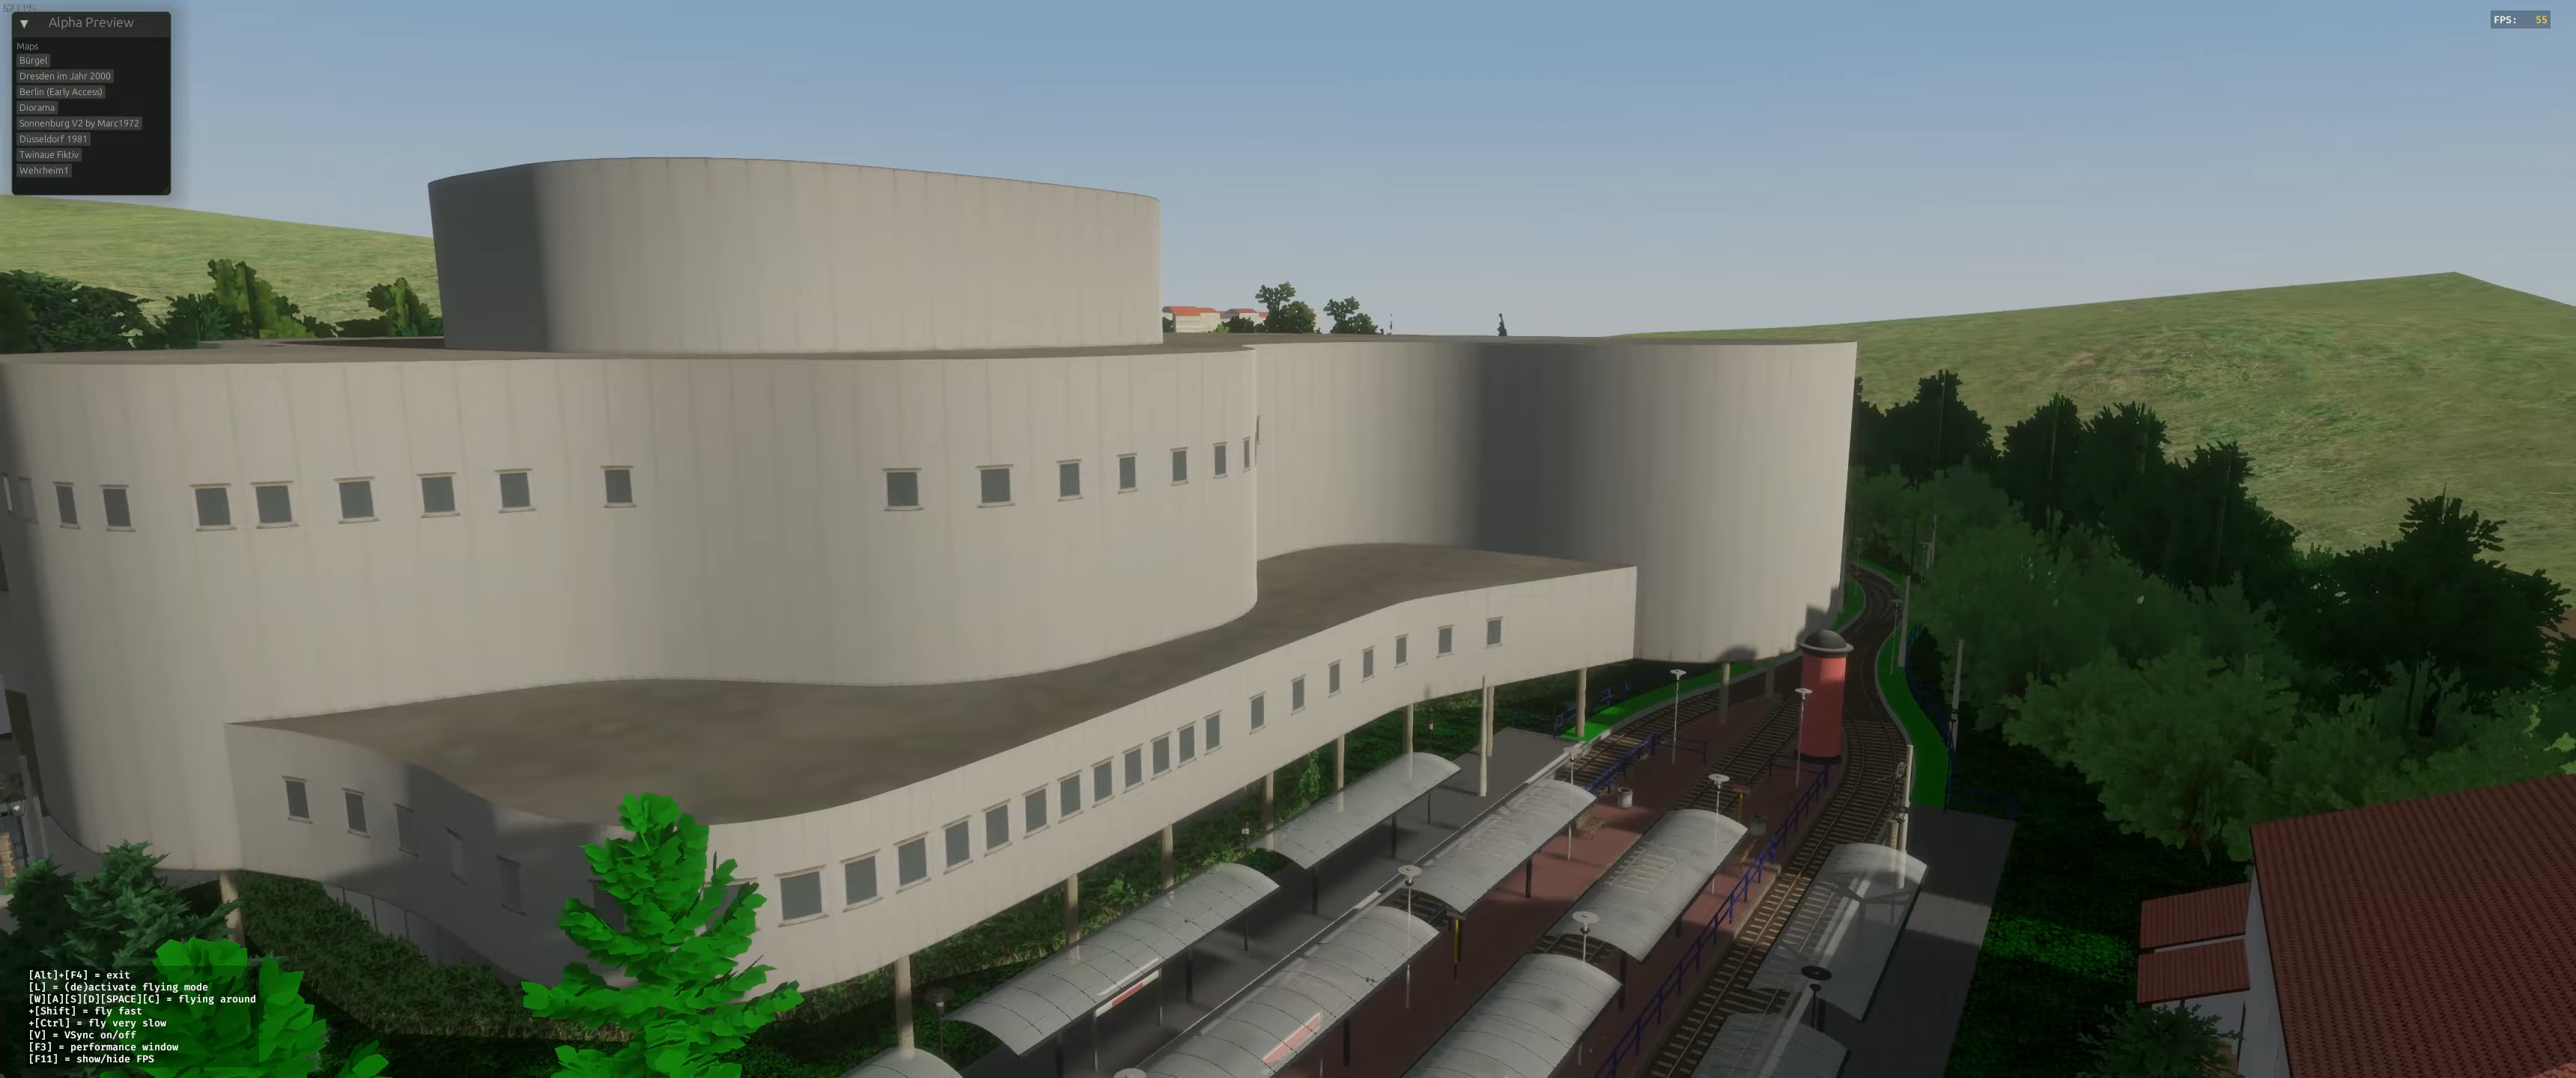 52 FPS
▼ Alpha Preview
FPS: 55
Maps
Bürgel
Dresden im Jahr 2000
Berlin (Early Access)
Diorama
Sonnenburg V2 by Marc1972
Düsseldorf 1981
Twinaue Fiktiv
Wehrheim1
[Alt]+[F4] = exit
[L] = (de)activate flying mode
[W][A][S][D][SPACE][C] = flying around
+[Shift] = fly fast
+[Ctrl] = fly very slow
[V] = VSync on/off
[F3] = performance window
[F11] = show/hide FPS